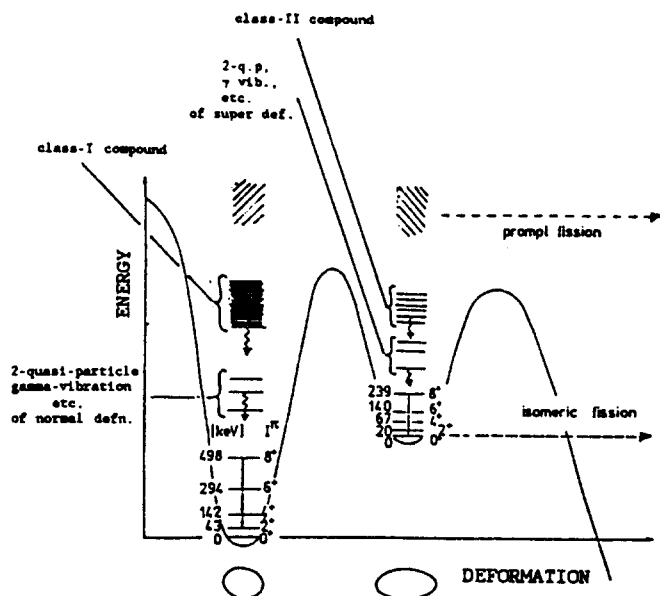 class-II compound
2-q.p,
γ vib.,
etc.
of super def.
class-I compound
prompl fission
ENERGY
2-quasi-particle
gamma-vibration
etc.
of normal defn.
[keV] Iπ
498 8+
294 6+
142 4+
43 2+
0 0+
239 8+
140 6+
67 4+
20 2+
0 0+
isomeric fission
DEFORMATION